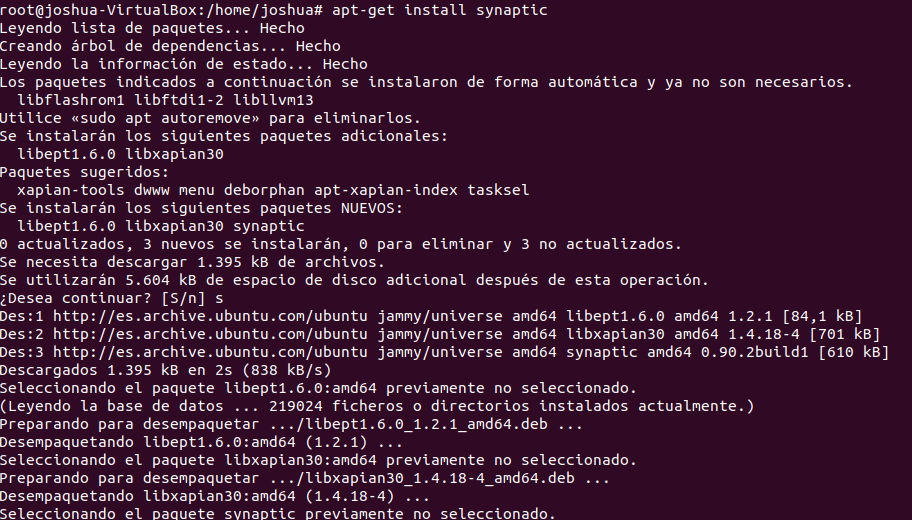 root@joshua-VirtualBox:/home/joshua# apt-get install synaptic
Leyendo lista de paquetes... Hecho
Creando árbol de dependencias... Hecho
Leyendo la información de estado... Hecho
Los paquetes indicados a continuación se instalaron de forma automática y ya no son necesarios.
  libflashrom1 libftdi1-2 libllvm13
Utilice «sudo apt autoremove» para eliminarlos.
Se instalarán los siguientes paquetes adicionales:
  libept1.6.0 libxapian30
Paquetes sugeridos:
  xapian-tools dwww menu deborphan apt-xapian-index tasksel
Se instalarán los siguientes paquetes NUEVOS:
  libept1.6.0 libxapian30 synaptic
0 actualizados, 3 nuevos se instalarán, 0 para eliminar y 3 no actualizados.
Se necesita descargar 1.395 kB de archivos.
Se utilizarán 5.604 kB de espacio de disco adicional después de esta operación.
¿Desea continuar? [S/n] s
Des:1 http://es.archive.ubuntu.com/ubuntu jammy/universe amd64 libept1.6.0 amd64 1.2.1 [84,1 kB]
Des:2 http://es.archive.ubuntu.com/ubuntu jammy/universe amd64 libxapian30 amd64 1.4.18-4 [701 kB]
Des:3 http://es.archive.ubuntu.com/ubuntu jammy/universe amd64 synaptic amd64 0.90.2build1 [610 kB]
Descargados 1.395 kB en 2s (838 kB/s)
Seleccionando el paquete libept1.6.0:amd64 previamente no seleccionado.
(Leyendo la base de datos ... 219024 ficheros o directorios instalados actualmente.)
Preparando para desempaquetar .../libept1.6.0_1.2.1_amd64.deb ...
Desempaquetando libept1.6.0:amd64 (1.2.1) ...
Seleccionando el paquete libxapian30:amd64 previamente no seleccionado.
Preparando para desempaquetar .../libxapian30_1.4.18-4_amd64.deb ...
Desempaquetando libxapian30:amd64 (1.4.18-4) ...
Seleccionando el paquete synaptic previamente no seleccionado.